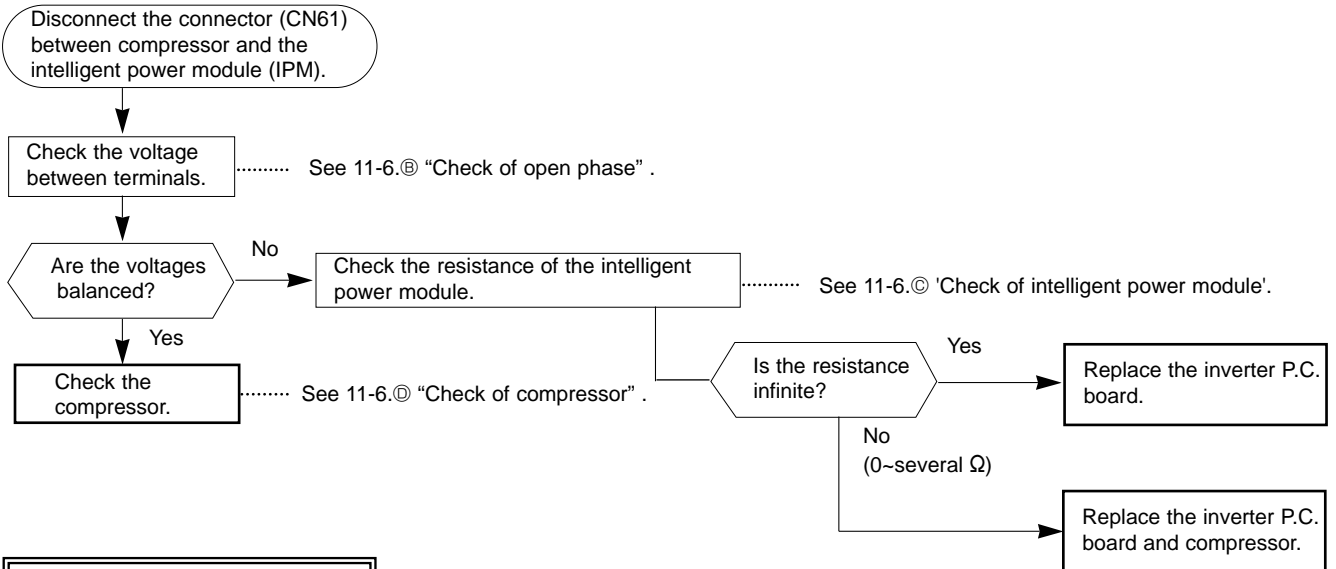 Disconnect the connector (CN61)
between compressor and the
intelligent power module (IPM).
Check the voltage
between terminals.
See 11-6.Ⓑ “Check of open phase” .
Are the voltages
balanced?
No
Check the resistance of the intelligent
power module.
See 11-6.Ⓒ 'Check of intelligent power module'.
Yes
Check the
compressor.
See 11-6.Ⓓ “Check of compressor” .
Is the resistance
infinite?
Yes
Replace the inverter P.C.
board.
No
(0~several Ω)
Replace the inverter P.C.
board and compressor.